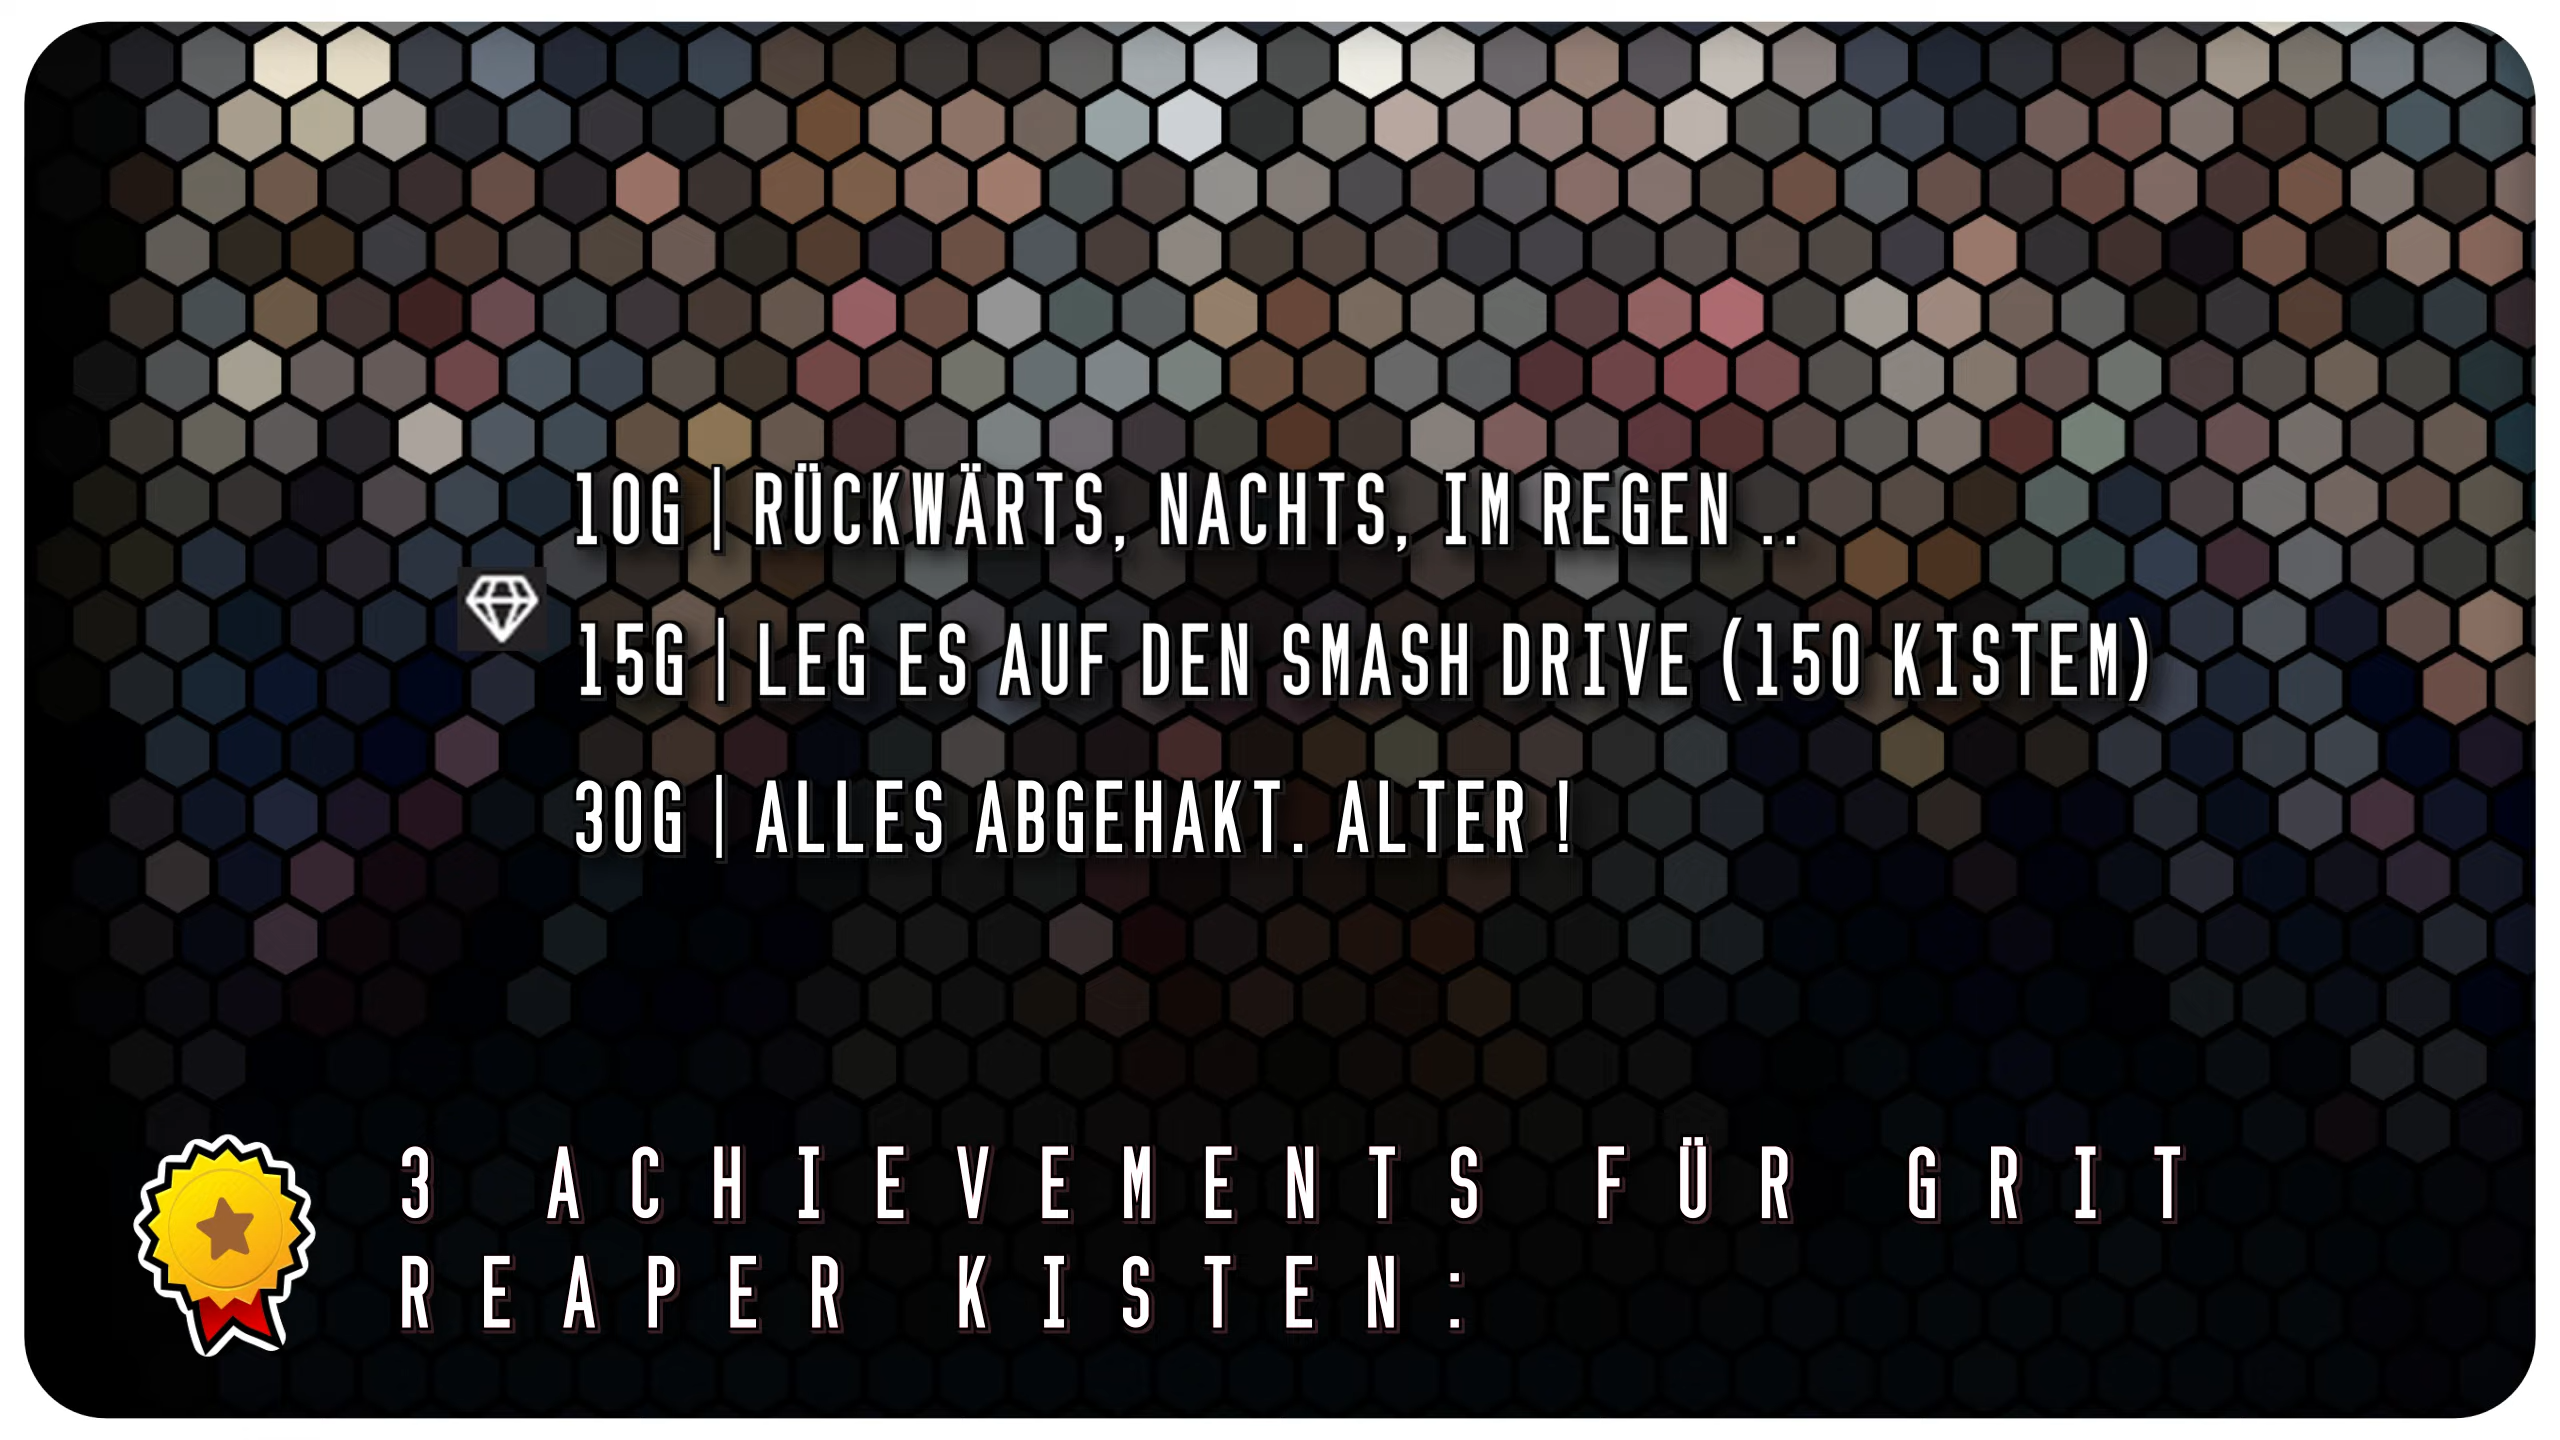 10G | RÜCKWÄRTS, NACHTS, IM REGEN ..
15G | LEG ES AUF DEN SMASH DRIVE (150 KISTEM)
30G | ALLES ABGEHAKT. ALTER !
3 ACHIEVEMENTS FÜR GRIT
REAPER KISTEN: